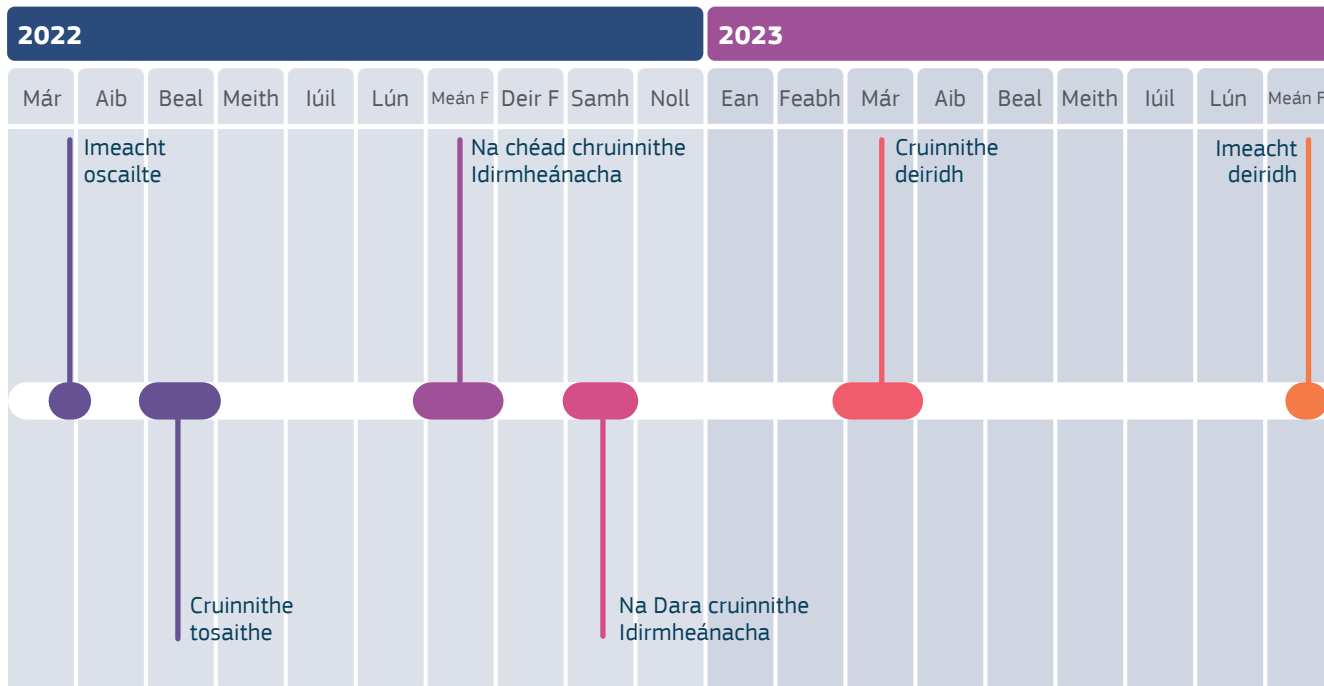 2022 2023
Már Aib Beal Meith Iúil Lún Meán F Deir F Samh Noll Ean Feabh Már Aib Beal Meith Iúil Lún Meán F
Imeacht
oscailte
Na chéad chruinnithe
Idirmheánacha
Cruinnithe
deiridh
Imeacht
deiridh
Cruinnithe
tosaithe
Na Dara cruinnithe
Idirmheánacha